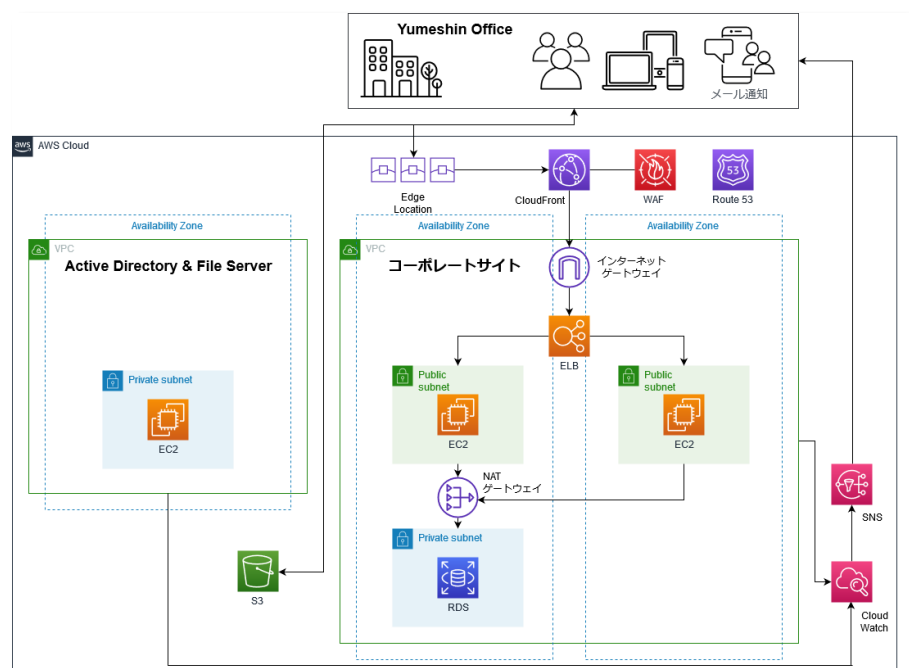 Yumeshin Office
メール通知
aws
AWS Cloud
Edge
Location
CloudFront
WAF
53
Route 53
Availability Zone
Availability Zone
Availability Zone
VPC
Active Directory & File Server
VPC
コーポレートサイト
インターネット
ゲートウェイ
ELB
Private subnet
EC2
Public
subnet
EC2
Public
subnet
EC2
NAT
ゲートウェイ
SNS
Private subnet
RDS
S3
Cloud
Watch